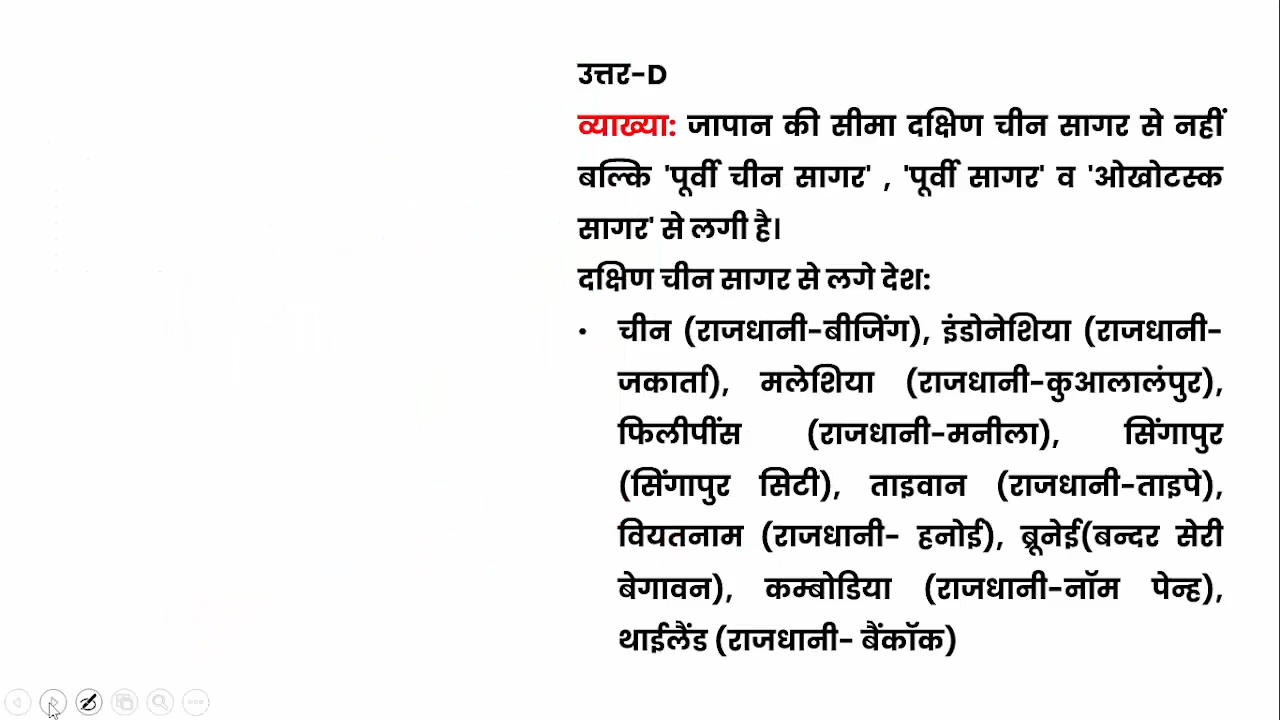 उत्तर-D
व्याख्या: जापान की सीमा दक्षिण चीन सागर से नहीं
बल्कि 'पूर्वी चीन सागर' , 'पूर्वी सागर' व 'ओखोटस्क
सागर' से लगी है।
दक्षिण चीन सागर से लगे देश:
• चीन (राजधानी-बीजिंग), इंडोनेशिया (राजधानी-
जकार्ता), मलेशिया (राजधानी-कुआलालंपुर),
फिलीपींस (राजधानी-मनीला), सिंगापुर
(सिंगापुर सिटी), ताइवान (राजधानी-ताइपे),
वियतनाम (राजधानी- हनोई), ब्रूनेई(बन्दर सेरी
बेगावन), कम्बोडिया (राजधानी-नॉम पेन्ह),
थाईलैंड (राजधानी- बैंकॉक)